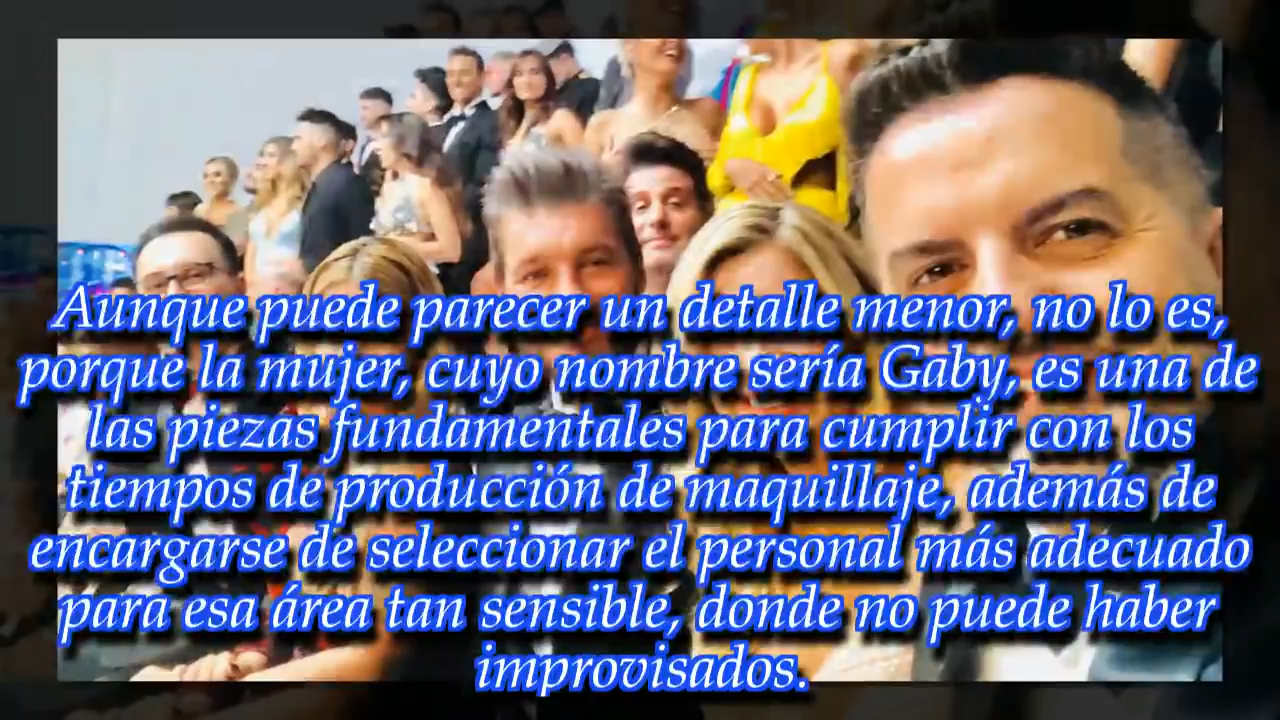 Aunque puede parecer un detalle menor, no lo es,
porque la mujer, cuyo nombre sería Gaby, es una de
las piezas fundamentales para cumplir con los
tiempos de producción de maquillaje, además de
encargarse de seleccionar el personal más adecuado
para esa área tan sensible, donde no puede haber
improvisados.